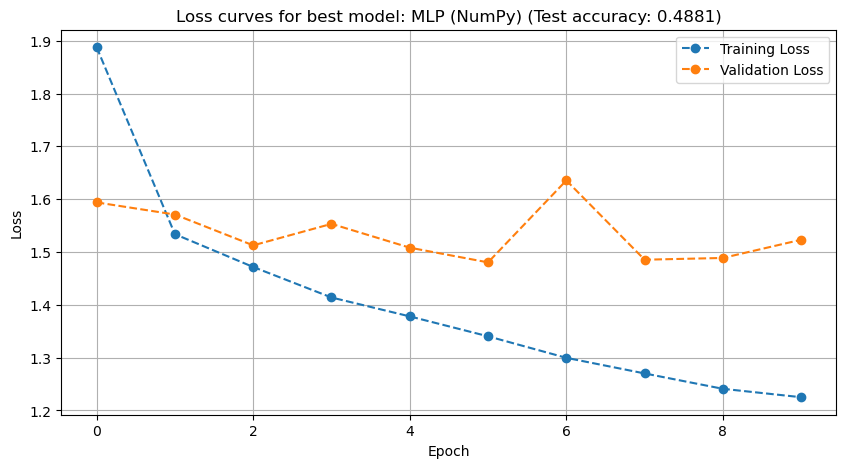 Loss curves for best model: MLP (NumPy) (Test accuracy: 0.4881)
Training Loss
Validation Loss
1.9
1.8
1.7
1.6
1.5
1.4
1.3
1.2
Loss
0 2 4 6 8
Epoch